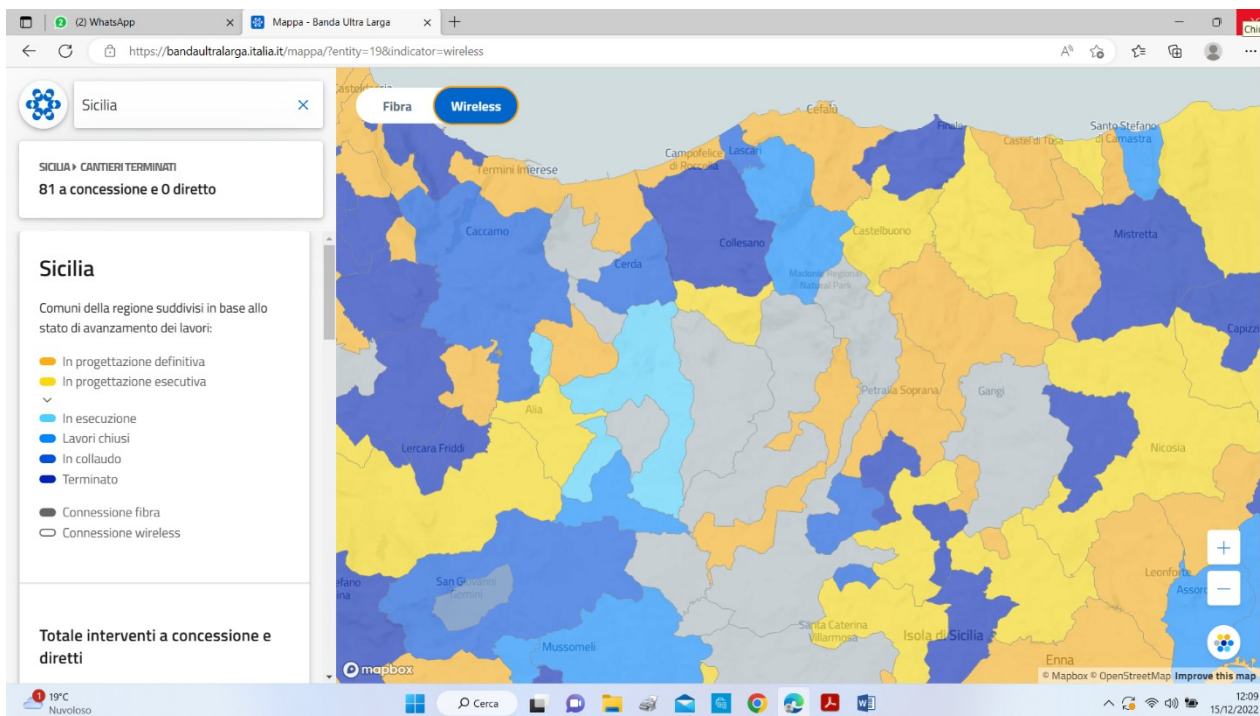 (2) WhatsApp
Mappa - Banda Ultra Larga
https://bandaultralarga.italia.it/mappa/?entity=19&indicator=wireless
Sicilia
SICILIA CANTIERI TERMINATI
81 a concessione e 0 diretto
Sicilia
Comuni della regione suddivisi in base allo
stato di avanzamento dei lavori:
In progettazione definitiva
In progettazione esecutiva
In esecuzione
Lavori chiusi
In collaudo
Terminato
Connessione fibra
Connessione wireless
Totale interventi a concessione e
diretti
Fibra
Wireless
Cefalù
Finale
Santo Stefano
di Camastra
Castel di Tusa
Campofelice
di Roccella
Lascari
Termini Imerese
Caccamo
Collesano
Castelbuono
Mistretta
Cerda
Madonie Regional
Natural Park
Capizzi
Petralia Soprana
Gangi
Alia
Lercara Friddi
Nicosia
Leonforte
San Giovanni
Gemini
Santa Caterina
Villarmosa
Isola di Sicilia
Mussomeli
Enna
mapbox
© Mapbox © OpenStreetMap Improve this map
1
19°C
Nuvoloso
Cerca
12:09
15/12/2022